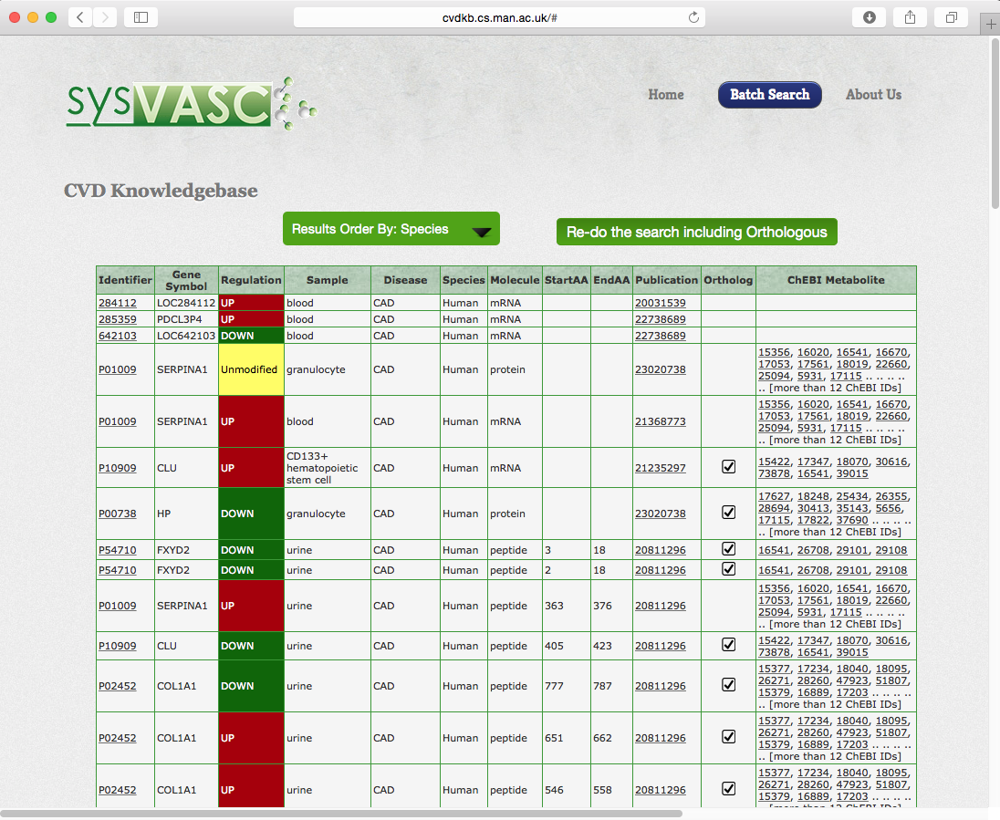 cvdkb.cs.man.ac.uk/#
sysVASC
Home Batch Search About Us
CVD Knowledgebase
Results Order By: Species
Re-do the search including Orthologous
Identifier Gene Symbol Regulation Sample Disease Species Molecule StartAA EndAA Publication Ortholog ChEBI Metabolite
284112 LOC284112 UP blood CAD Human mRNA 20031539
285359 PDCL3P4 UP blood CAD Human mRNA 22738689
642103 LOC642103 DOWN blood CAD Human mRNA 22738689
P01009 SERPINA1 Unmodified granulocyte CAD Human protein 23020738
15356, 16020, 16541, 16670,
17053, 17561, 18019, 22660,
25094, 5931, 17115 .. .. .. ..
.. [more than 12 ChEBI IDs]
P01009 SERPINA1 UP blood CAD Human mRNA 21368773
15356, 16020, 16541, 16670,
17053, 17561, 18019, 22660,
25094, 5931, 17115 .. .. .. ..
.. [more than 12 ChEBI IDs]
P10909 CLU UP CD133+ hematopoietic stem cell CAD Human mRNA 21235297
15422, 17347, 18070, 30616,
73878, 16541, 39015
P00738 HP DOWN granulocyte CAD Human protein 23020738
17627, 18248, 25434, 26355,
28694, 30413, 35143, 5656,
17115, 17822, 37690 .. .. .. ..
.. [more than 12 ChEBI IDs]
P54710 FXYD2 DOWN urine CAD Human peptide 3 18 20811296 16541, 26708, 29101, 29108
P54710 FXYD2 DOWN urine CAD Human peptide 2 18 20811296 16541, 26708, 29101, 29108
P01009 SERPINA1 UP urine CAD Human peptide 363 376 20811296
15356, 16020, 16541, 16670,
17053, 17561, 18019, 22660,
25094, 5931, 17115 .. .. .. ..
.. [more than 12 ChEBI IDs]
P10909 CLU DOWN urine CAD Human peptide 405 423 20811296
15422, 17347, 18070, 30616,
73878, 16541, 39015
P02452 COL1A1 DOWN urine CAD Human peptide 777 787 20811296
15377, 17234, 18040, 18095,
26271, 28260, 47923, 51807,
15379, 16889, 17203 .. .. .. ..
.. [more than 12 ChEBI IDs]
P02452 COL1A1 UP urine CAD Human peptide 651 662 20811296
15377, 17234, 18040, 18095,
26271, 28260, 47923, 51807,
15379, 16889, 17203 .. .. .. ..
.. [more than 12 ChEBI IDs]
P02452 COL1A1 UP urine CAD Human peptide 546 558 20811296
15377, 17234, 18040, 18095,
26271, 28260, 47923, 51807,
15379, 16889, 17203 .. .. .. ..